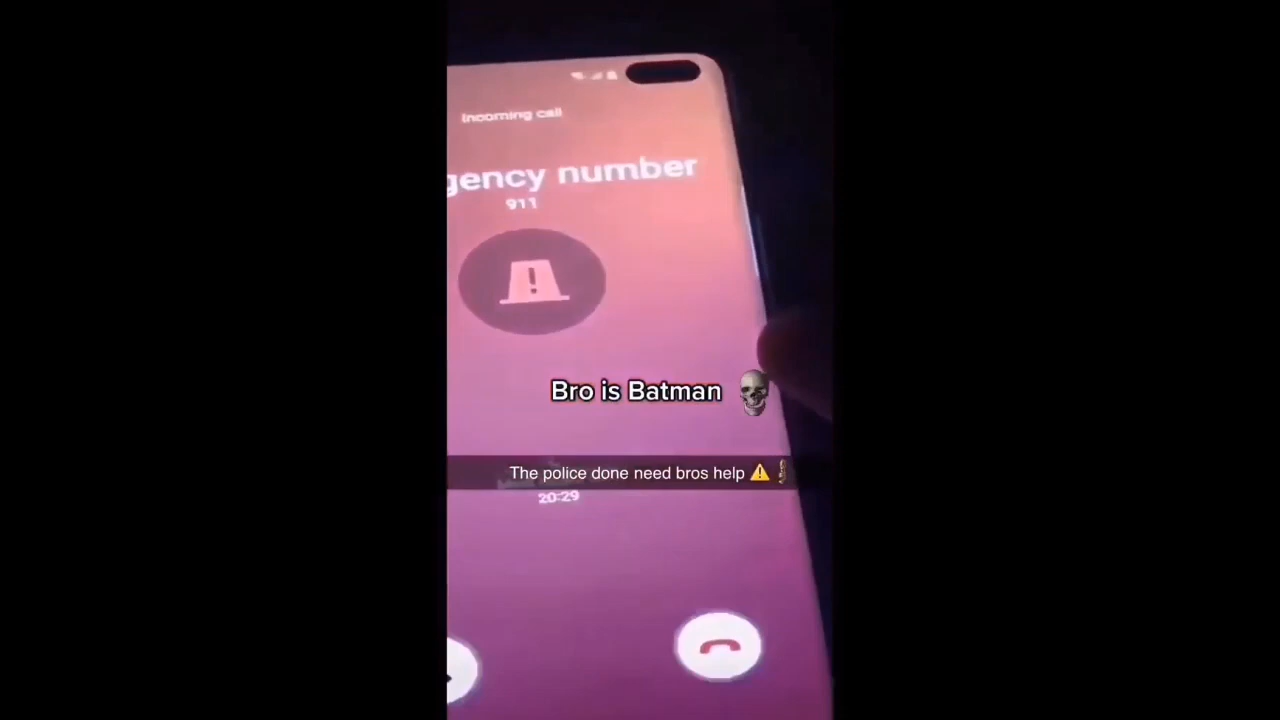 Incoming call
gency number
911
Bro is Batman
The police done need bros help
20:29